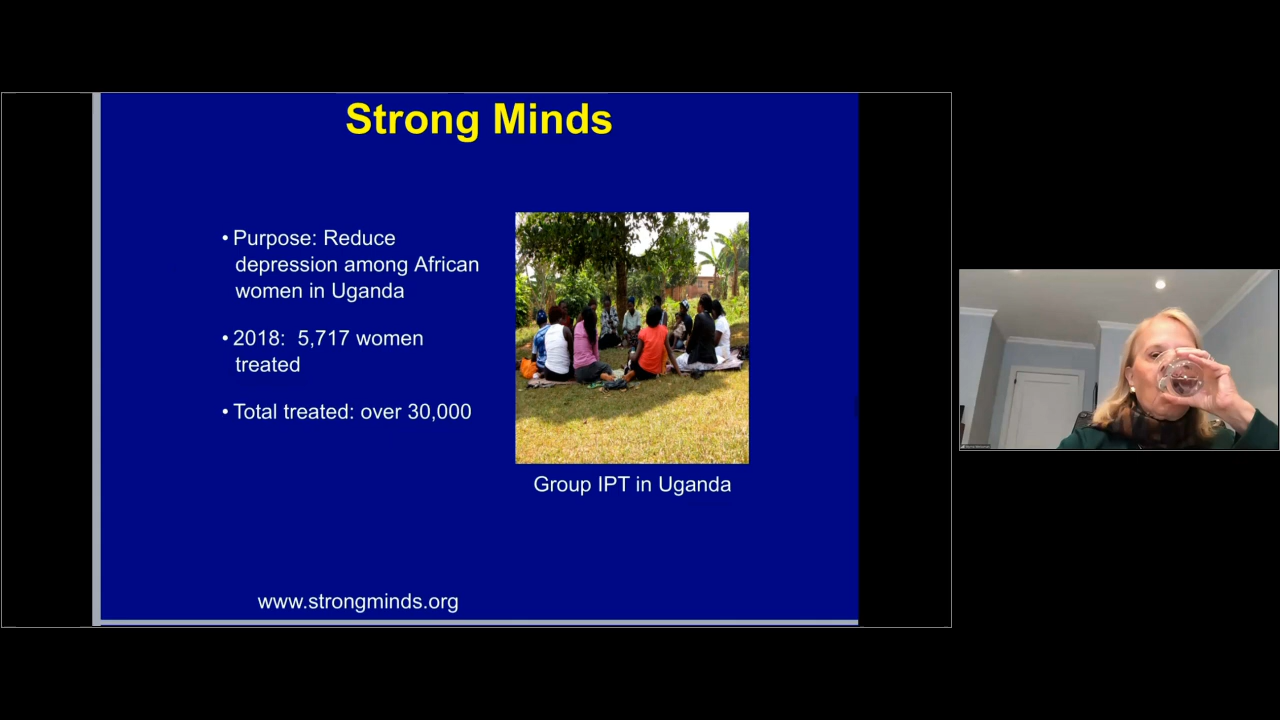 Strong Minds
• Purpose: Reduce
depression among African
women in Uganda
• 2018:  5,717 women
treated
• Total treated: over 30,000
Group IPT in Uganda
www.strongminds.org